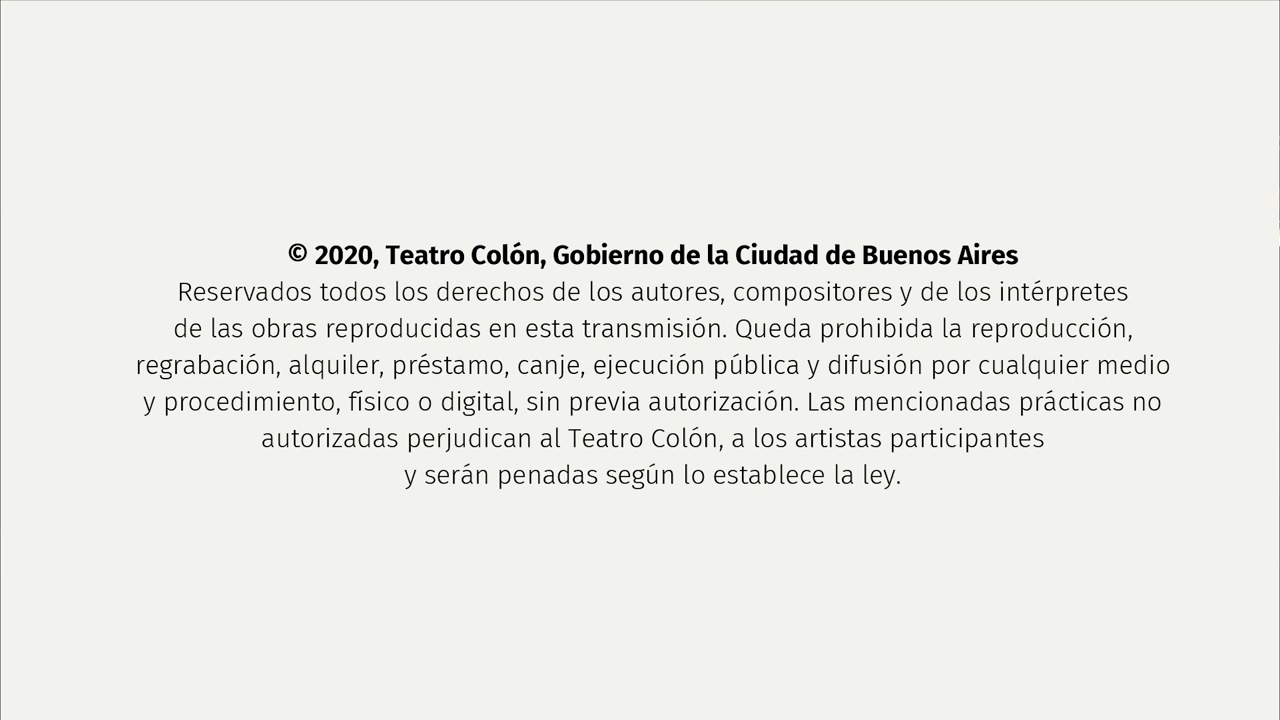 © 2020, Teatro Colón, Gobierno de la Ciudad de Buenos Aires
Reservados todos los derechos de los autores, compositores y de los intérpretes
de las obras reproducidas en esta transmisión. Queda prohibida la reproducción,
regrabación, alquiler, préstamo, canje, ejecución pública y difusión por cualquier medio
y procedimiento, físico o digital, sin previa autorización. Las mencionadas prácticas no
autorizadas perjudican al Teatro Colón, a los artistas participantes
y serán penadas según lo establece la ley.